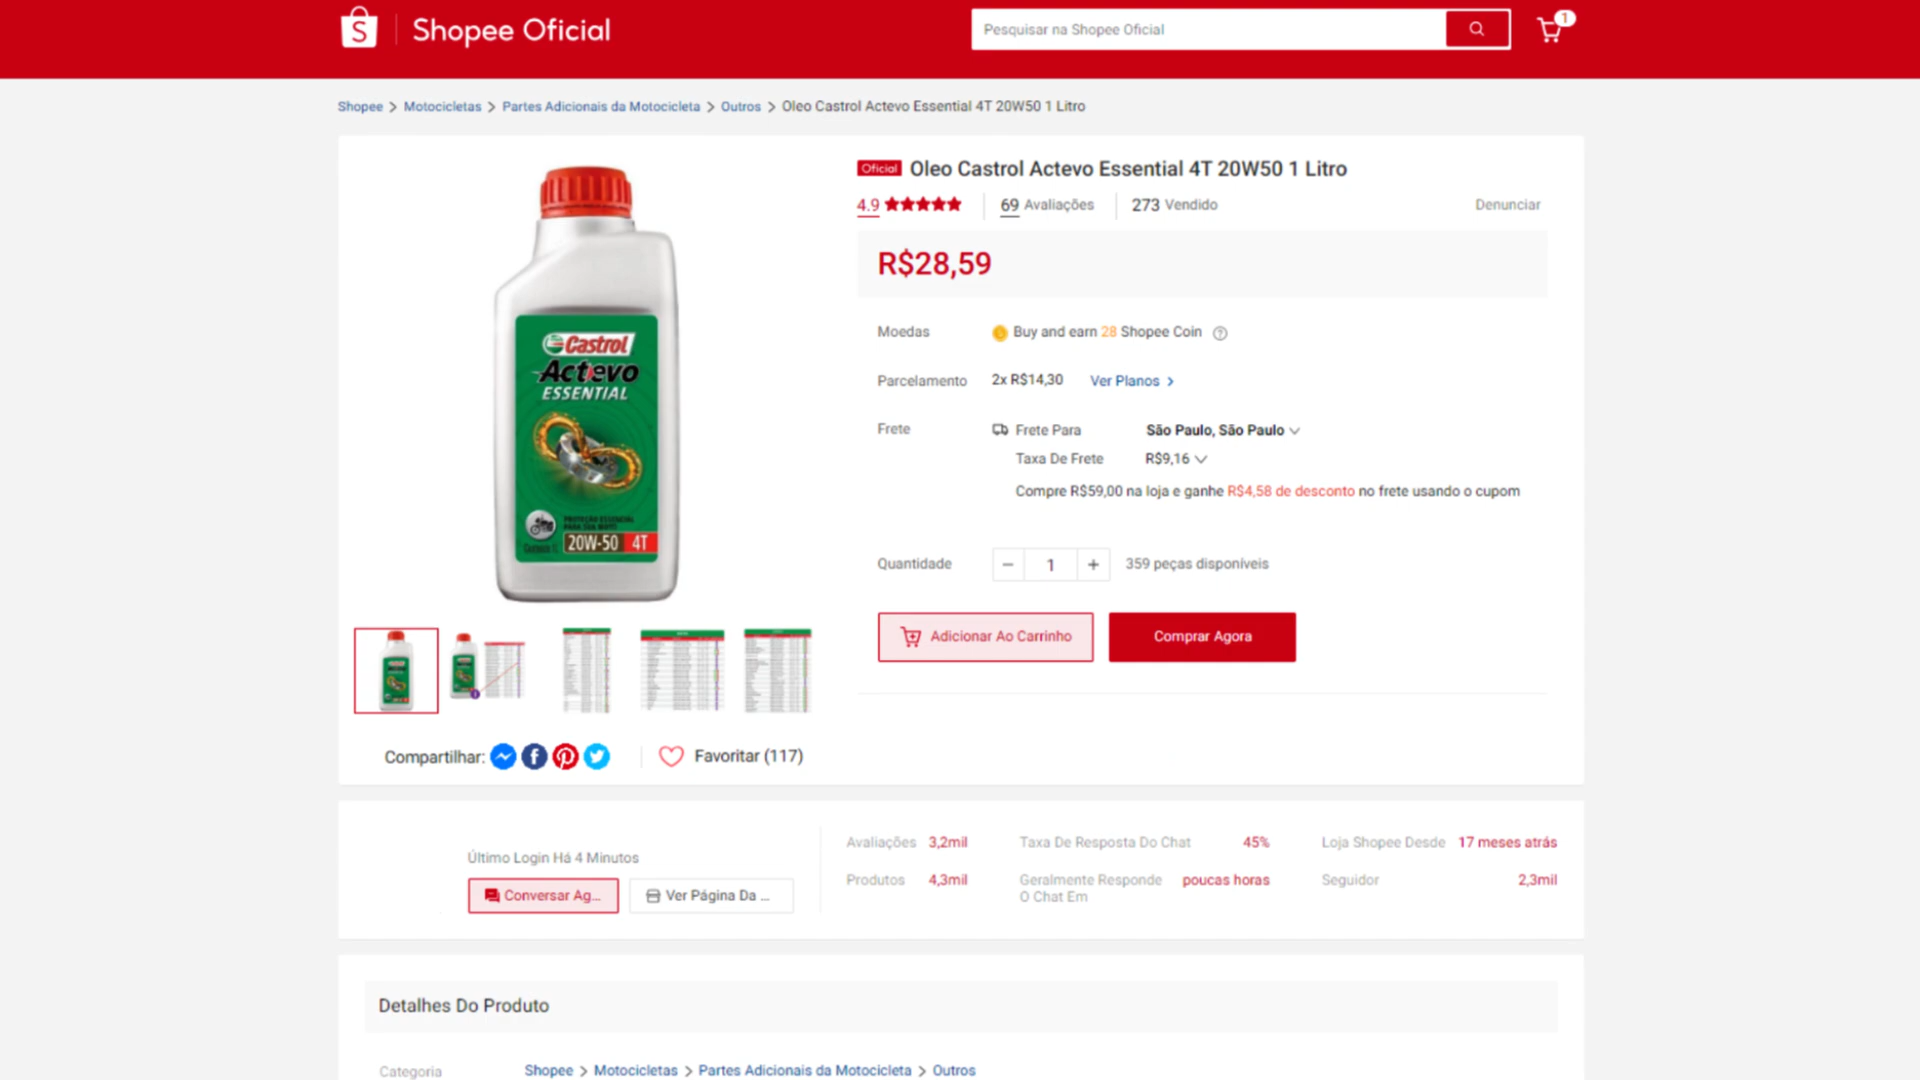 S Shopee Oficial
Pesquisar na Shopee Oficial
1
Shopee > Motocicletas > Partes Adicionais da Motocicleta > Outros > Oleo Castrol Actevo Essential 4T 20W50 1 Litro
Oficial Oleo Castrol Actevo Essential 4T 20W50 1 Litro
4.9 69 Avaliações 273 Vendido Denunciar
R$28,59
Moedas Buy and earn 28 Shopee Coin ?
Parcelamento 2x R$14,30 Ver Planos >
Frete Frete Para São Paulo, São Paulo
Taxa De Frete R$9,16
Compre R$59,00 na loja e ganhe R$4,58 de desconto no frete usando o cupom
Quantidade − 1 + 359 peças disponíveis
Adicionar Ao Carrinho Comprar Agora
Castrol
Actevo
ESSENTIAL
PROTEÇÃO ESSENCIAL
PARA SUA MOTO
20W-50 4T
Compartilhar: Favoritar (117)
Último Login Há 4 Minutos
Conversar Ag... Ver Página Da ...
Avaliações 3,2mil Taxa De Resposta Do Chat 45% Loja Shopee Desde 17 meses atrás
Produtos 4,3mil Geralmente Responde O Chat Em poucas horas Seguidor 2,3mil
Detalhes Do Produto
Categoria Shopee > Motocicletas > Partes Adicionais da Motocicleta > Outros